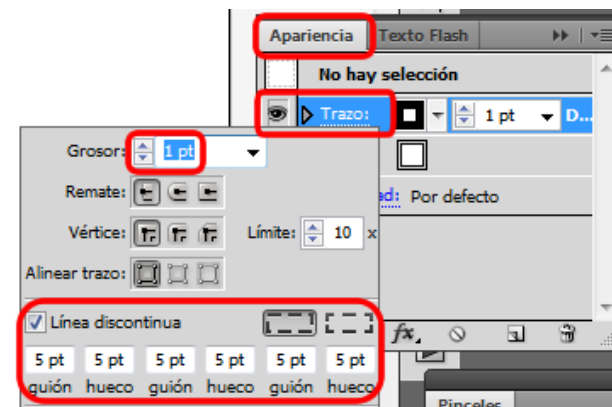 Apariencia Texto Flash
No hay selección
Trazo: 1 pt D...
Grosor: 1 pt
Remate:
ad: Por defecto
Vértice: Límite: 10 x
Alinear trazo:
Línea discontinua
fx.
5 pt 5 pt 5 pt 5 pt 5 pt 5 pt
guión hueco guión hueco guión hueco
Pinceles